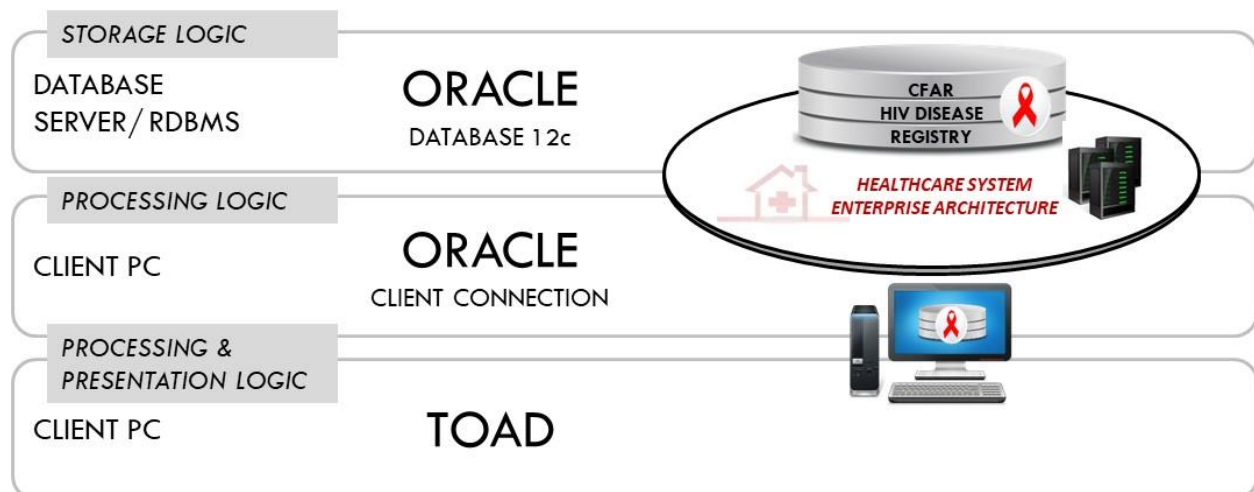 STORAGE LOGIC
DATABASE
SERVER/ RDBMS
ORACLE
DATABASE 12c
CFAR
HIV DISEASE
REGISTRY
HEALTHCARE SYSTEM
ENTERPRISE ARCHITECTURE
PROCESSING LOGIC
CLIENT PC
ORACLE
CLIENT CONNECTION
PROCESSING &
PRESENTATION LOGIC
CLIENT PC
TOAD